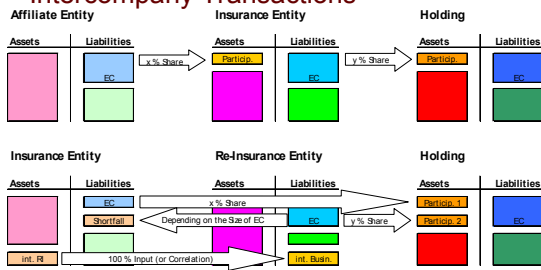 Intercompany Transactions
Affiliate Entity Insurance Entity Holding
Assets Liabilities Assets Liabilities Assets Liabilities
EC x % Share Particip. EC y % Share Particip. EC
Insurance Entity Re-Insurance Entity Holding
Assets Liabilities Assets Liabilities Assets Liabilities
EC x % Share Particip. 1
Shortfall Depending on the Size of EC EC y % Share Particip. 2 EC
int. RI 100 % Input (or Correlation) int. Busin.